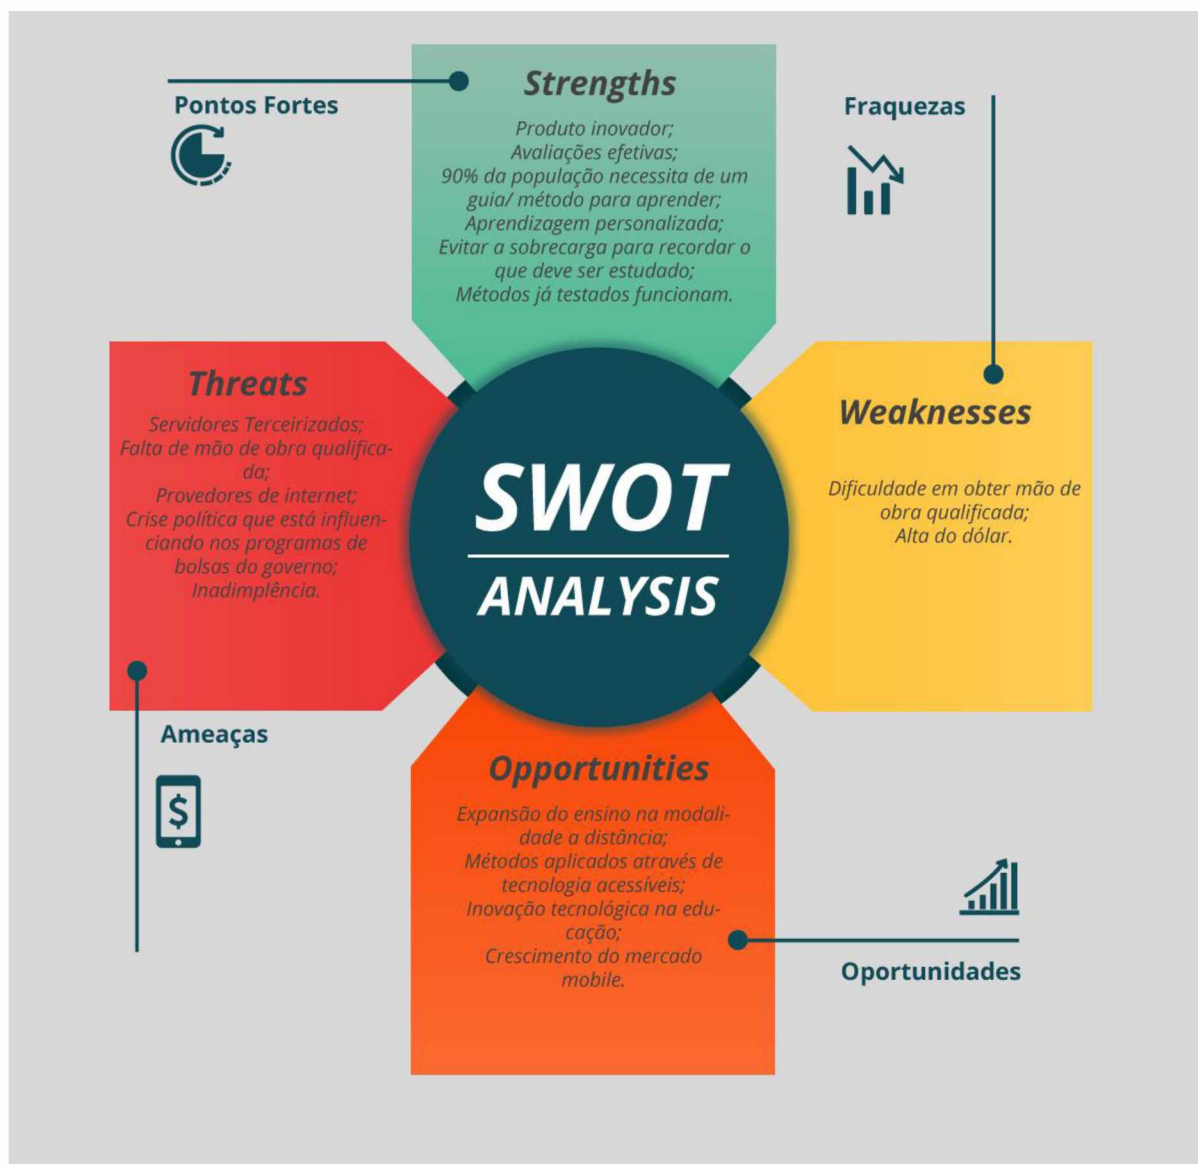 Pontos Fortes
Strengths
Produto inovador;
Avaliações efetivas;
90% da população necessita de um
guia/ método para aprender;
Aprendizagem personalizada;
Evitar a sobrecarga para recordar o
que deve ser estudado;
Métodos já testados funcionam.
Fraquezas
Threats
Servidores Terceirizados;
Falta de mão de obra qualifica-
da;
Provedores de internet;
Crise política que está influen-
ciando nos programas de
bolsas do governo;
Inadimplência.
SWOT
ANALYSIS
Weaknesses
Dificuldade em obter mão de
obra qualificada;
Alta do dólar.
Ameaças
$
Opportunities
Expansão do ensino na modali-
dade a distância;
Métodos aplicados através de
tecnologia acessíveis;
Inovação tecnológica na edu-
cação;
Crescimento do mercado
mobile.
Oportunidades